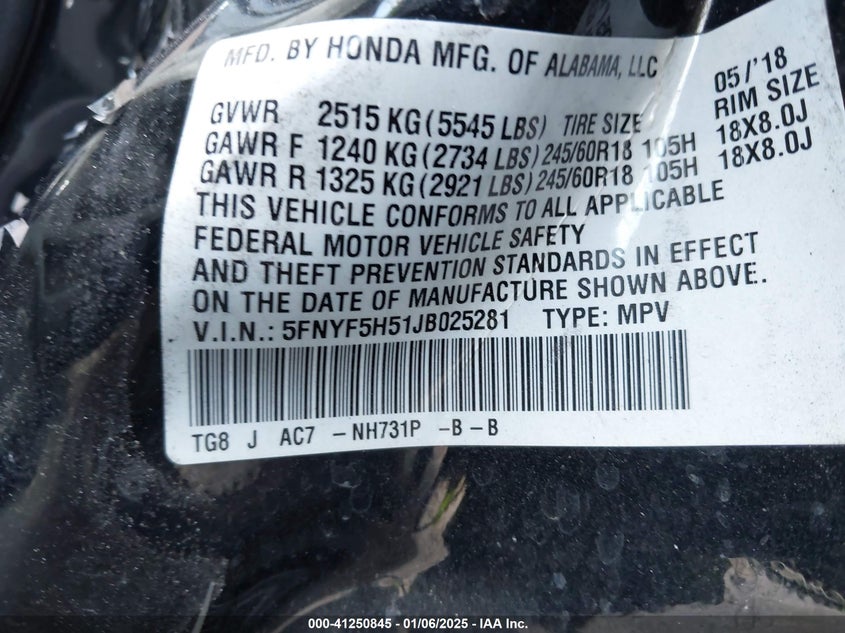 MFD. BY HONDA MFG. OF ALABAMA, LLC 05/'18
GVWR 2515 KG (5545 LBS) TIRE SIZE RIM SIZE
GAWR F 1240 KG (2734 LBS) 245/60R18 105H 18X8.0J
GAWR R 1325 KG (2921 LBS) 245/60R18 105H 18X8.0J
THIS VEHICLE CONFORMS TO ALL APPLICABLE
FEDERAL MOTOR VEHICLE SAFETY
AND THEFT PREVENTION STANDARDS IN EFFECT
ON THE DATE OF MANUFACTURE SHOWN ABOVE.
V.I.N.: 5FNYF5H51JB025281 TYPE: MPV
TG8 J AC7 -NH731P -B -B
000-41250845 - 01/06/2025 - © IAA Inc.